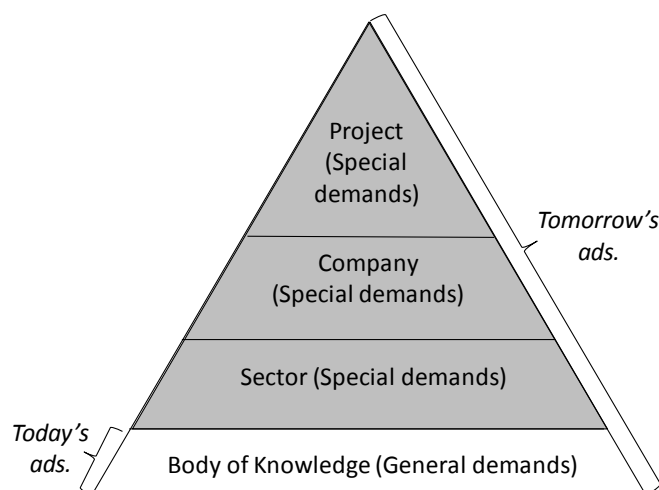 Project
(Special
demands)
Tomorrow's
ads.
Company
(Special demands)
Sector (Special demands)
Today's
ads.
Body of Knowledge (General demands)